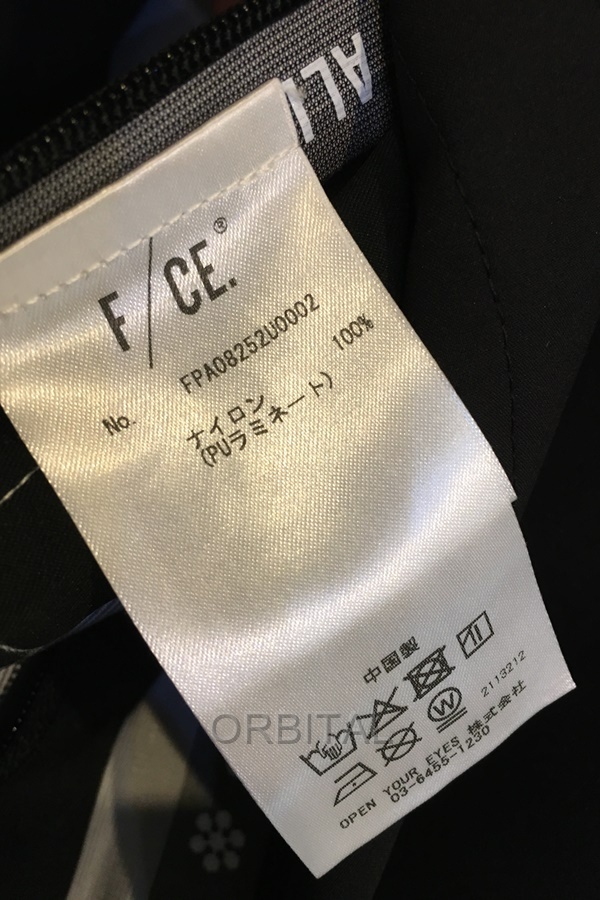 ALL
F/CE.®
No. FPA08252U0002
ナイロン 100%
(PUラミネート)
中国製
2113212
OPEN YOUR EYES 株式会社
03-6455-1230
ORBITAL